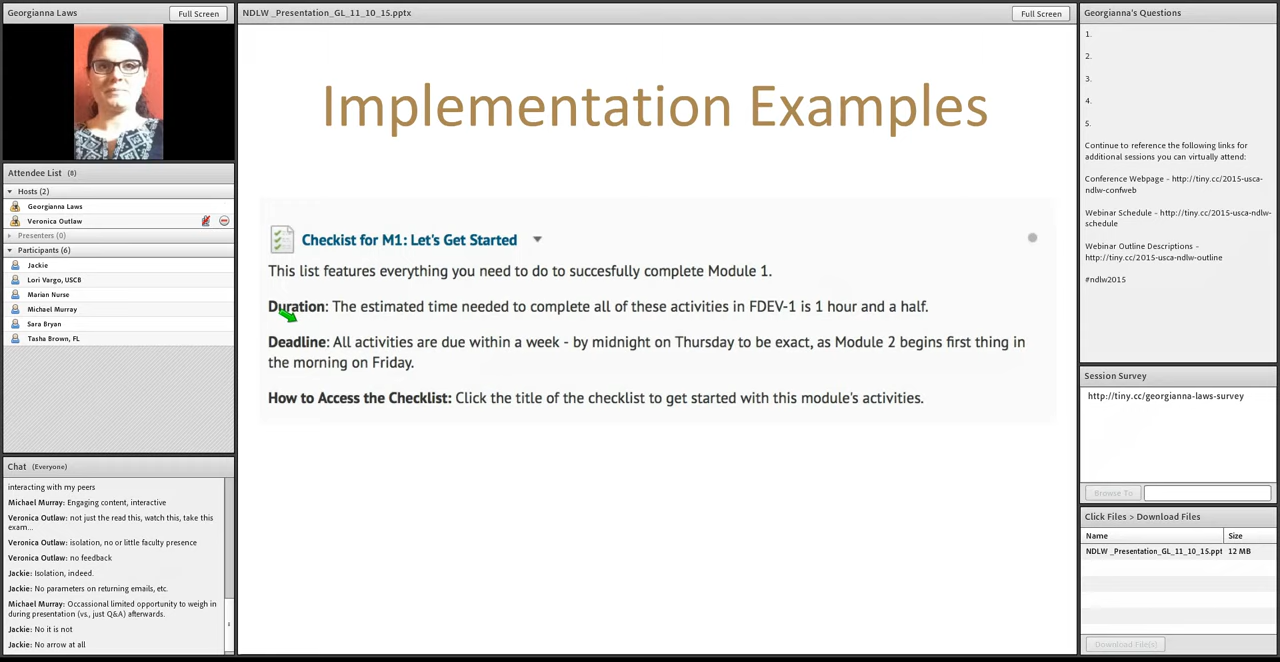 Georgianna Laws
Full Screen
Attendee List (8)
Hosts (2)
Georgianna Laws
Veronica Outlaw
Presenters (0)
Participants (6)
Jackie
Lori Vargo, USCB
Marian Nurse
Michael Murray
Sara Bryan
Tasha Brown, FL
Chat (Everyone)
interacting with my peers
Michael Murray: Engaging content, interactive
Veronica Outlaw: not just the read this, watch this, take this
exam...
Veronica Outlaw: isolation, no or little faculty presence
Veronica Outlaw: no feedback
Jackie: Isolation, indeed.
Jackie: No parameters on returning emails, etc.
Michael Murray: Occassional limited opportunity to weigh in
during presentation (vs., just Q&A) afterwards.
Jackie: No it is not
Jackie: No arrow at all
NDLW _Presentation_GL_11_10_15.pptx
Full Screen
Implementation Examples
Checkist for M1: Let's Get Started
This list features everything you need to do to succesfully complete Module 1.
Duration: The estimated time needed to complete all of these activities in FDEV-1 is 1 hour and a half.
Deadline: All activities are due within a week - by midnight on Thursday to be exact, as Module 2 begins first thing in
the morning on Friday.
How to Access the Checklist: Click the title of the checklist to get started with this module's activities.
Georgianna's Questions
1.
2.
3.
4.
5.
Continue to reference the following links for
additional sessions you can virtually attend:
Conference Webpage - http://tiny.cc/2015-usca-
ndlw-confweb
Webinar Schedule - http://tiny.cc/2015-usca-ndlw-
schedule
Webinar Outline Descriptions -
http://tiny.cc/2015-usca-ndlw-outline
#ndlw2015
Session Survey
http://tiny.cc/georgianna-laws-survey
Browse To
Click Files > Download Files
Name Size
NDLW _Presentation_GL_11_10_15.ppt 12 MB
Download File(s)